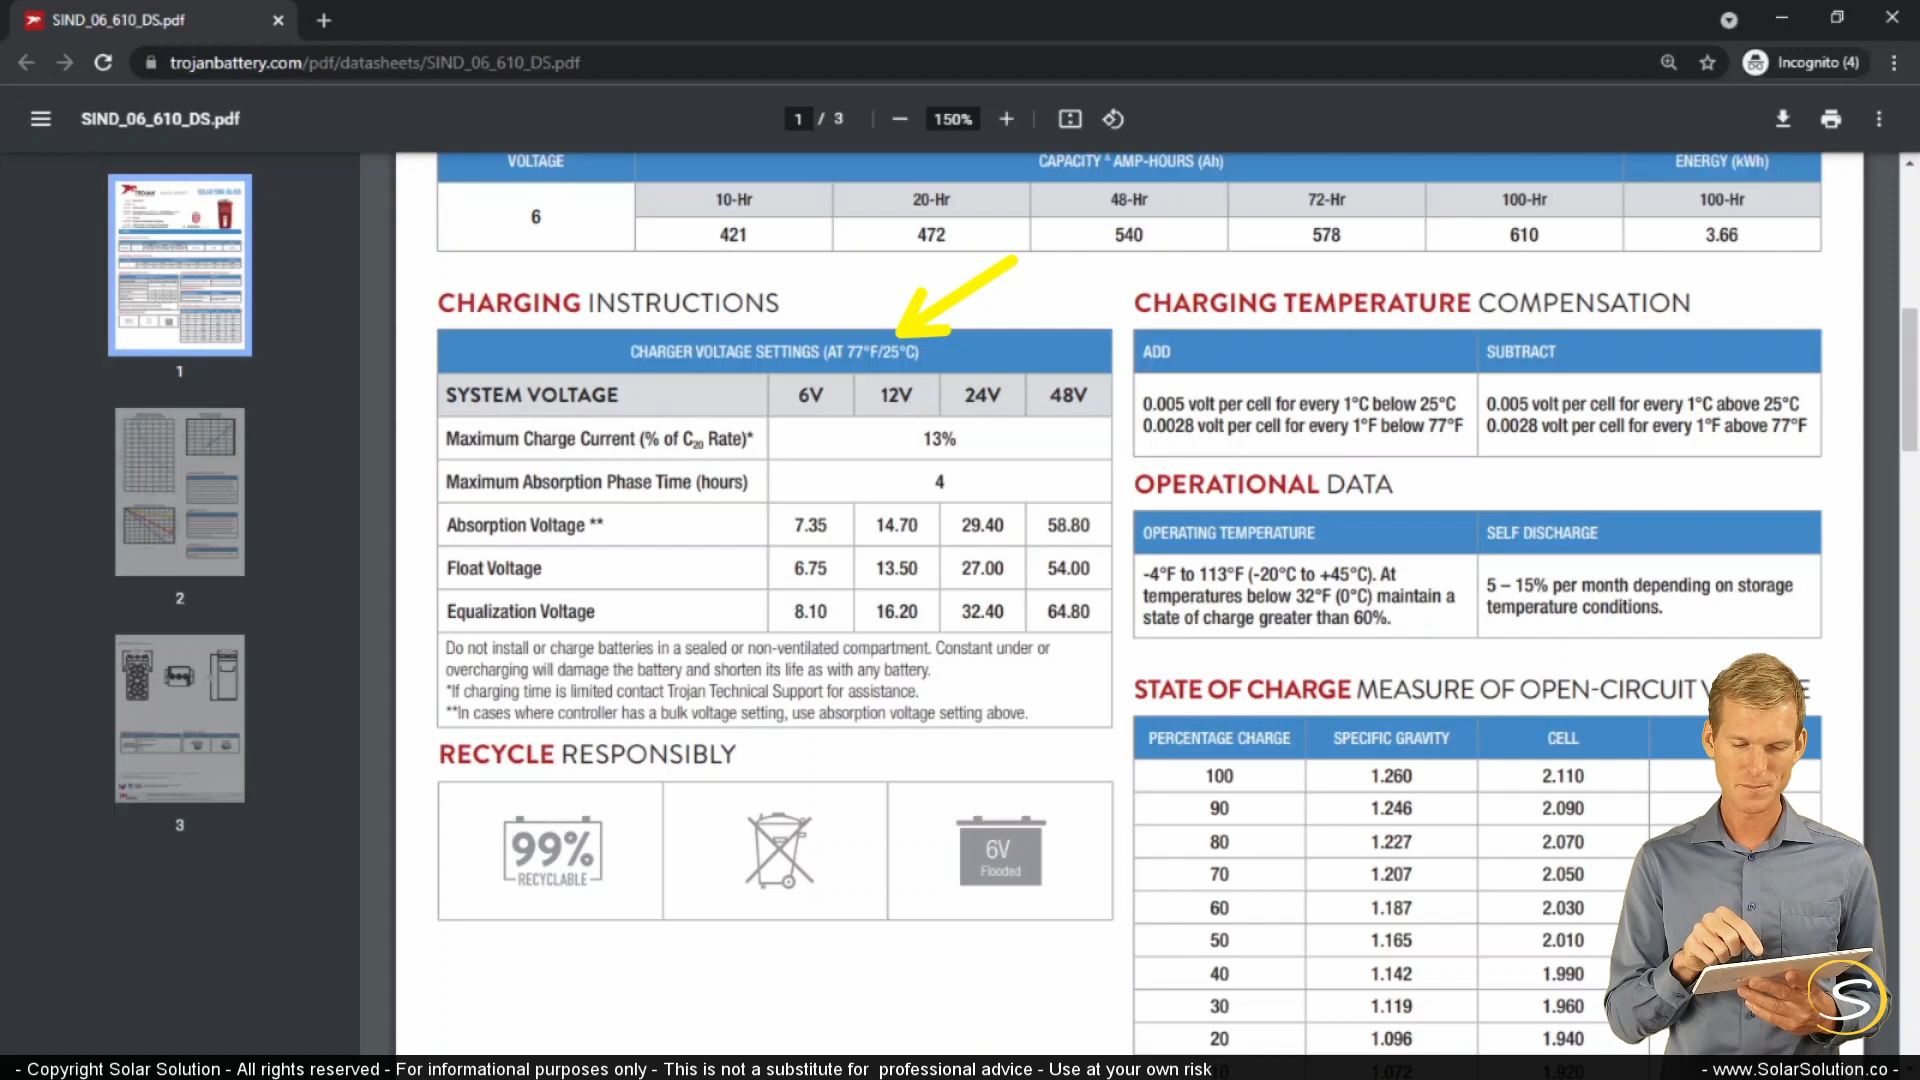 SIND_06_610_DS.pdf
trojanbattery.com/pdf/datasheets/SIND_06_610_DS.pdf
Incognito (4)
SIND_06_610_DS.pdf
1 / 3
150%
VOLTAGE CAPACITY A AMP-HOURS (Ah) ENERGY (kWh)
6 10-Hr 20-Hr 48-Hr 72-Hr 100-Hr 100-Hr
421 472 540 578 610 3.66
CHARGING INSTRUCTIONS
CHARGER VOLTAGE SETTINGS (AT 77°F/25°C)
SYSTEM VOLTAGE 6V 12V 24V 48V
Maximum Charge Current (% of C20 Rate)* 13%
Maximum Absorption Phase Time (hours) 4
Absorption Voltage ** 7.35 14.70 29.40 58.80
Float Voltage 6.75 13.50 27.00 54.00
Equalization Voltage 8.10 16.20 32.40 64.80
Do not install or charge batteries in a sealed or non-ventilated compartment. Constant under or
overcharging will damage the battery and shorten its life as with any battery.
*If charging time is limited contact Trojan Technical Support for assistance.
**In cases where controller has a bulk voltage setting, use absorption voltage setting above.
RECYCLE RESPONSIBLY
99%
RECYCLABLE
6V
Flooded
CHARGING TEMPERATURE COMPENSATION
ADD SUBTRACT
0.005 volt per cell for every 1°C below 25°C
0.0028 volt per cell for every 1°F below 77°F
0.005 volt per cell for every 1°C above 25°C
0.0028 volt per cell for every 1°F above 77°F
OPERATIONAL DATA
OPERATING TEMPERATURE SELF DISCHARGE
-4°F to 113°F (-20°C to +45°C). At
temperatures below 32°F (0°C) maintain a
state of charge greater than 60%.
5 – 15% per month depending on storage
temperature conditions.
STATE OF CHARGE MEASURE OF OPEN-CIRCUIT
PERCENTAGE CHARGE SPECIFIC GRAVITY CELL
100 1.260 2.110
90 1.246 2.090
80 1.227 2.070
70 1.207 2.050
60 1.187 2.030
50 1.165 2.010
40 1.142 1.990
30 1.119 1.960
20 1.096 1.940
1
2
3
S
- Copyright Solar Solution - All rights reserved - For informational purposes only - This is not a substitute for professional advice - Use at your own risk
- www.SolarSolution.co -